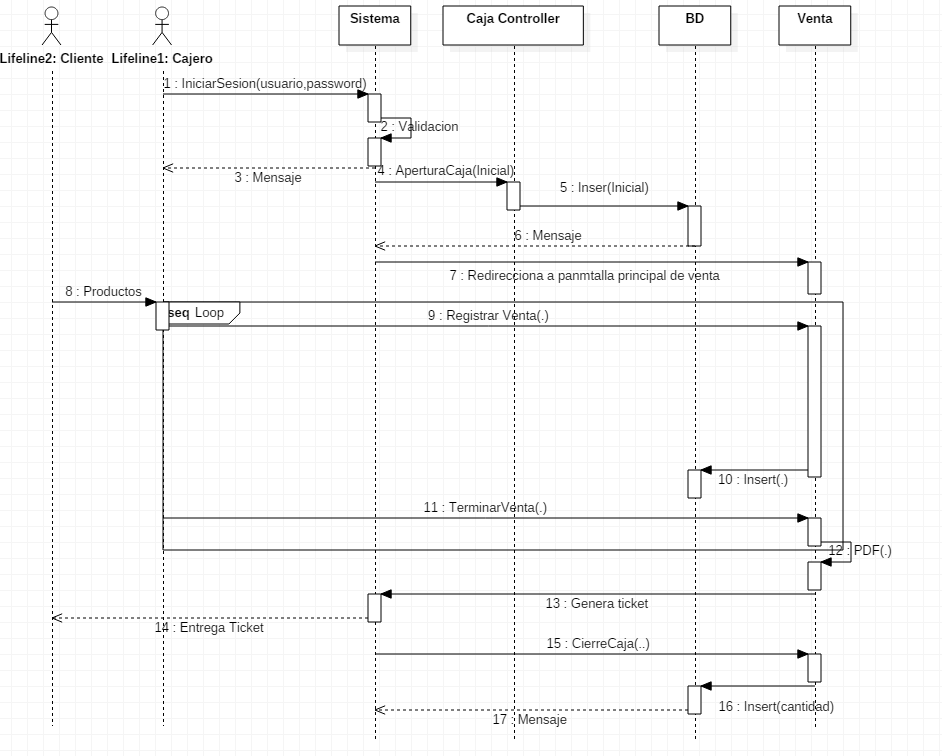 Sistema
Caja Controller
BD
Venta
Lifeline2: Cliente
Lifeline1: Cajero
1 : IniciarSesion(usuario,password)
2 : Validacion
3 : Mensaje
4 : AperturaCaja(Inicial)
5 : Inser(Inicial)
6 : Mensaje
7 : Redirecciona a panmtalla principal de venta
8 : Productos
seq Loop
9 : Registrar Venta(.)
10 : Insert(.)
11 : TerminarVenta(.)
12 : PDF(.)
13 : Genera ticket
14 : Entrega Ticket
15 : CierreCaja(..)
16 : Insert(cantidad)
17 : Mensaje